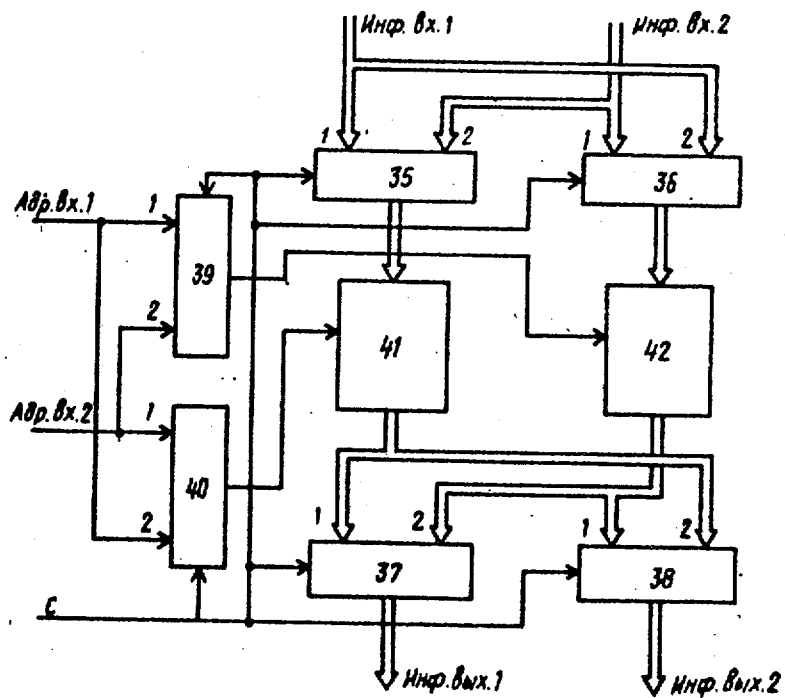 Инф. вх. 1
Инф. вх. 2
1
2
1
2
35
36
Адр. вх. 1
1
39
2
41
42
Адр. вх. 2
1
40
2
1
2
1
2
37
38
С
Инф. вых. 1
Инф. вых. 2